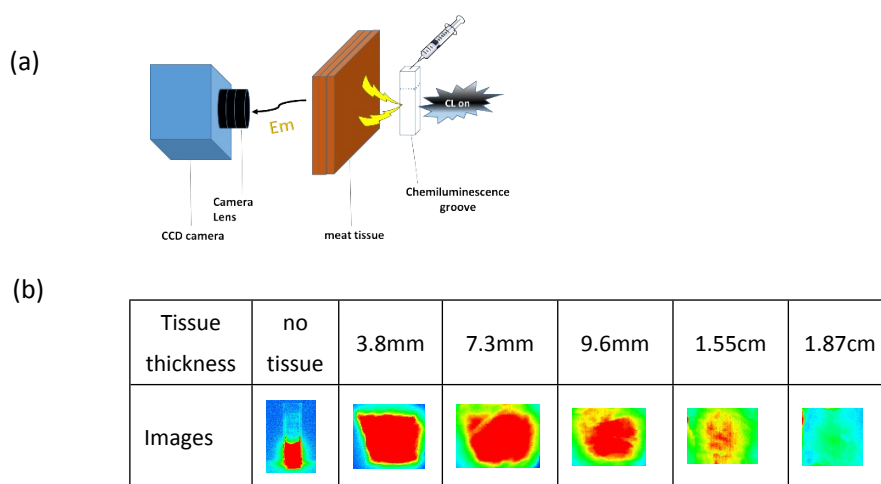 (a)
CL on
Em
Chemiluminescence
groove
Camera
Lens
CCD camera
meat tissue
(b)
Tissue thickness no tissue 3.8mm 7.3mm 9.6mm 1.55cm 1.87cm
Images